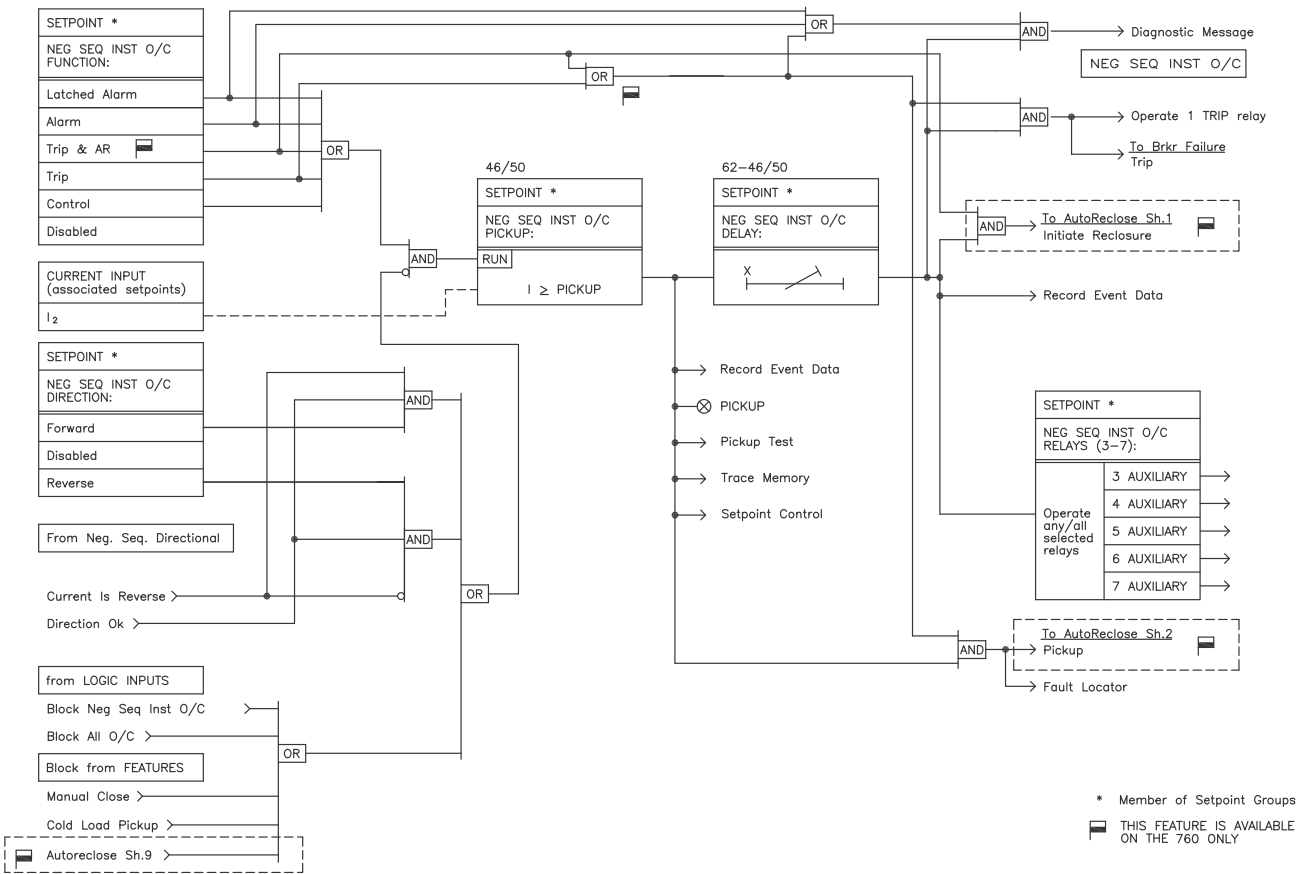 SETPOINT *
NEG SEQ INST O/C
FUNCTION:
Latched Alarm
Alarm
Trip & AR
Trip
Control
Disabled
OR
CURRENT INPUT
(associated setpoints)
I2
SETPOINT *
NEG SEQ INST O/C
DIRECTION:
Forward
Disabled
Reverse
From Neg. Seq. Directional
Current Is Reverse
Direction Ok
from LOGIC INPUTS
Block Neg Seq Inst O/C
Block All O/C
Block from FEATURES
Manual Close
Cold Load Pickup
Autoreclose Sh.9
OR
AND
AND
OR
AND
46/50
SETPOINT *
NEG SEQ INST O/C
PICKUP:
RUN
I ≥ PICKUP
OR
OR
62-46/50
SETPOINT *
NEG SEQ INST O/C
DELAY:
X
Record Event Data
PICKUP
Pickup Test
Trace Memory
Setpoint Control
AND
Diagnostic Message
NEG SEQ INST O/C
AND
Operate 1 TRIP relay
To Brkr Failure
Trip
AND
To AutoReclose Sh.1
Initiate Reclosure
Record Event Data
SETPOINT *
NEG SEQ INST O/C
RELAYS (3-7):
Operate
any/all
selected
relays
3 AUXILIARY
4 AUXILIARY
5 AUXILIARY
6 AUXILIARY
7 AUXILIARY
AND
To AutoReclose Sh.2
Pickup
Fault Locator
* Member of Setpoint Groups
THIS FEATURE IS AVAILABLE
ON THE 760 ONLY